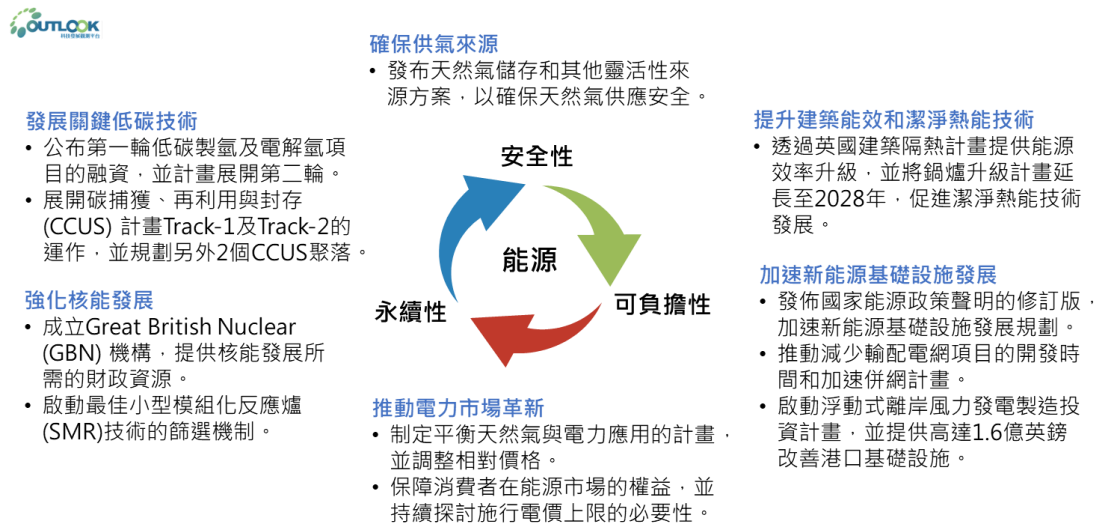 OUTLOOK
科技發展觀測平台
確保供氣來源
• 發布天然氣儲存和其他靈活性來
源方案，以確保天然氣供應安全。
發展關鍵低碳技術
• 公布第一輪低碳製氫及電解氫項
目的融資，並計畫展開第二輪。
• 展開碳捕獲、再利用與封存
(CCUS) 計畫Track-1及Track-2的
運作，並規劃另外2個CCUS聚落。
強化核能發展
• 成立Great British Nuclear
(GBN) 機構，提供核能發展所
需的財政資源。
• 啟動最佳小型模組化反應爐
(SMR)技術的篩選機制。
安全性
能源
永續性
可負擔性
提升建築能效和潔淨熱能技術
• 透過英國建築隔熱計畫提供能源
效率升級，並將鍋爐升級計畫延
長至2028年，促進潔淨熱能技術
發展。
加速新能源基礎設施發展
• 發佈國家能源政策聲明的修訂版，
加速新能源基礎設施發展規劃。
• 推動減少輸配電網項目的開發時
間和加速併網計畫。
• 啟動浮動式離岸風力發電製造投
資計畫，並提供高達1.6億英鎊
改善港口基礎設施。
推動電力市場革新
• 制定平衡天然氣與電力應用的計畫，
並調整相對價格。
• 保障消費者在能源市場的權益，並
持續探討施行電價上限的必要性。